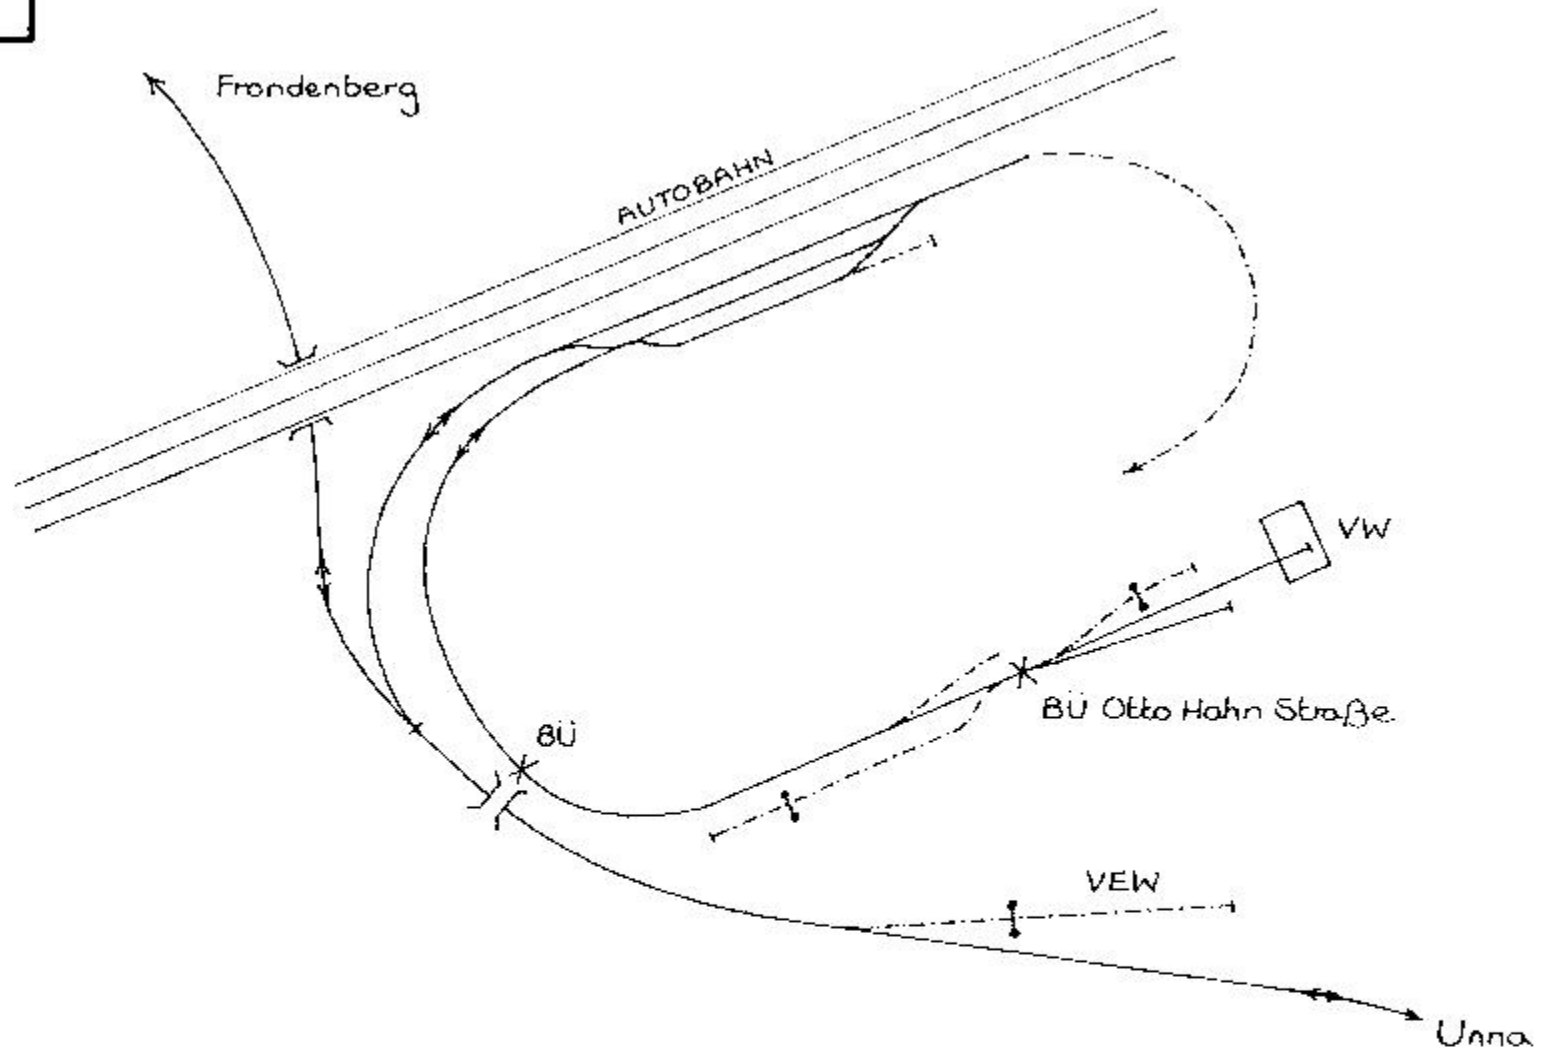 Frondenberg
AUTOBAHN
VW
BÜ Otto Hahn Straße
BÜ
VEW
Unna